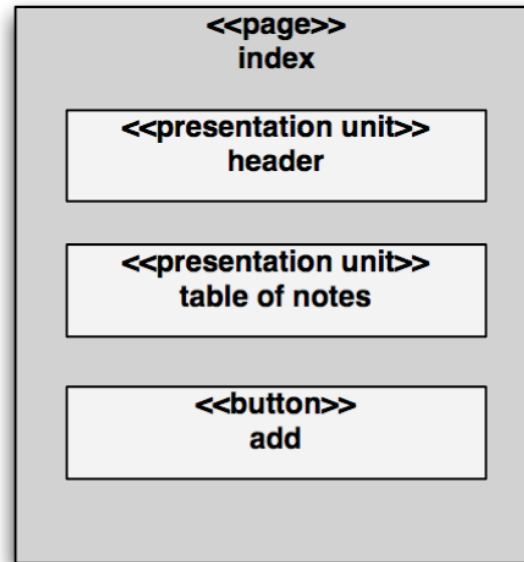 <<page>>
index
<<presentation unit>>
header
<<presentation unit>>
table of notes
<<button>>
add